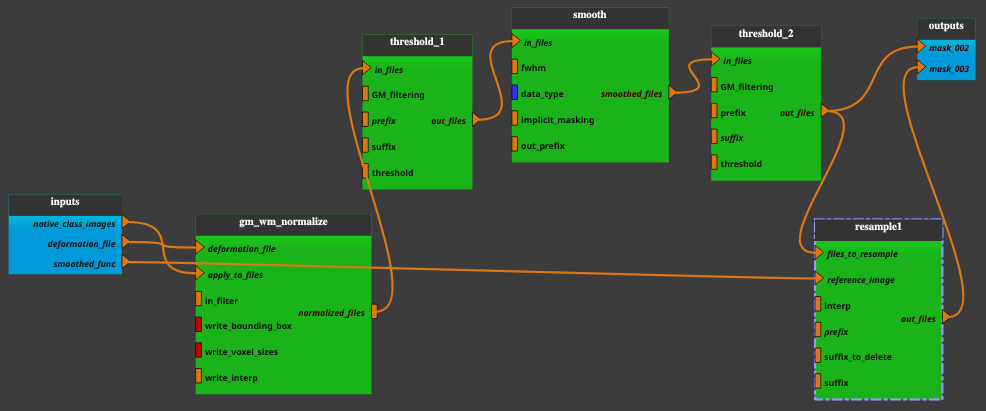 inputs
native_class_images
deformation_file
smoothed_func
gm_wm_normalize
deformation_file
apply_to_files
in_filter
normalized_files
write_bounding_box
write_voxel_sizes
write_interp
threshold_1
in_files
GM_filtering
prefix
out_files
suffix
threshold
smooth
in_files
fwhm
data_type
smoothed_files
implicit_masking
out_prefix
threshold_2
in_files
GM_filtering
prefix
out_files
suffix
threshold
outputs
mask_002
mask_003
resample1
files_to_resample
reference_image
interp
out_files
prefix
suffix_to_delete
suffix